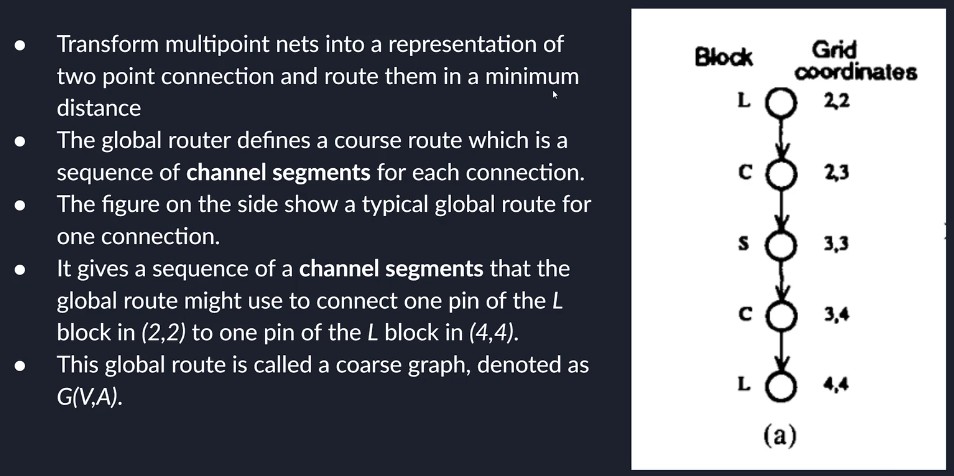 ● Transform multipoint nets into a representation of
two point connection and route them in a minimum
distance
● The global router defines a course route which is a
sequence of channel segments for each connection.
● The figure on the side show a typical global route for
one connection.
● It gives a sequence of a channel segments that the
global route might use to connect one pin of the L
block in (2,2) to one pin of the L block in (4,4).
● This global route is called a coarse graph, denoted as
G(V,A).
Block Grid
coordinates
L 2,2
C 2,3
S 3,3
C 3,4
L 4,4
(a)